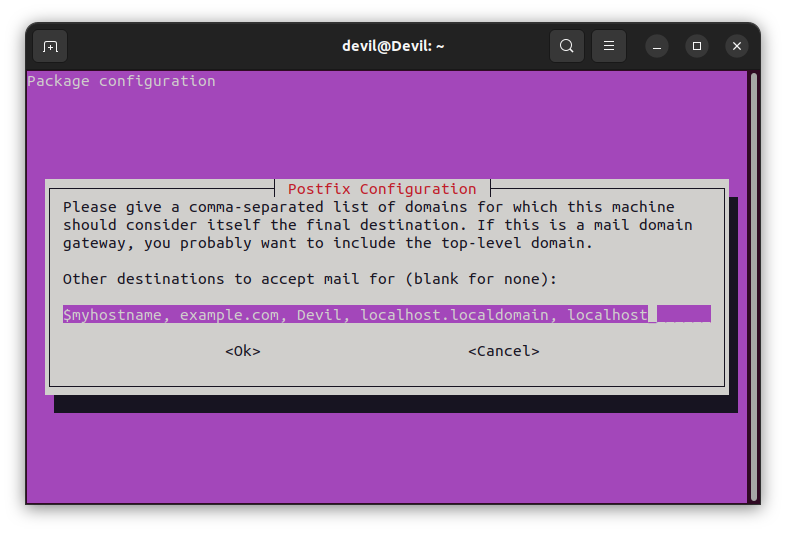 devil@Devil: ~
Package configuration
Postfix Configuration
Please give a comma-separated list of domains for which this machine
should consider itself the final destination. If this is a mail domain
gateway, you probably want to include the top-level domain.
Other destinations to accept mail for (blank for none):
$myhostname, example.com, Devil, localhost.localdomain, localhost
<Ok> <Cancel>